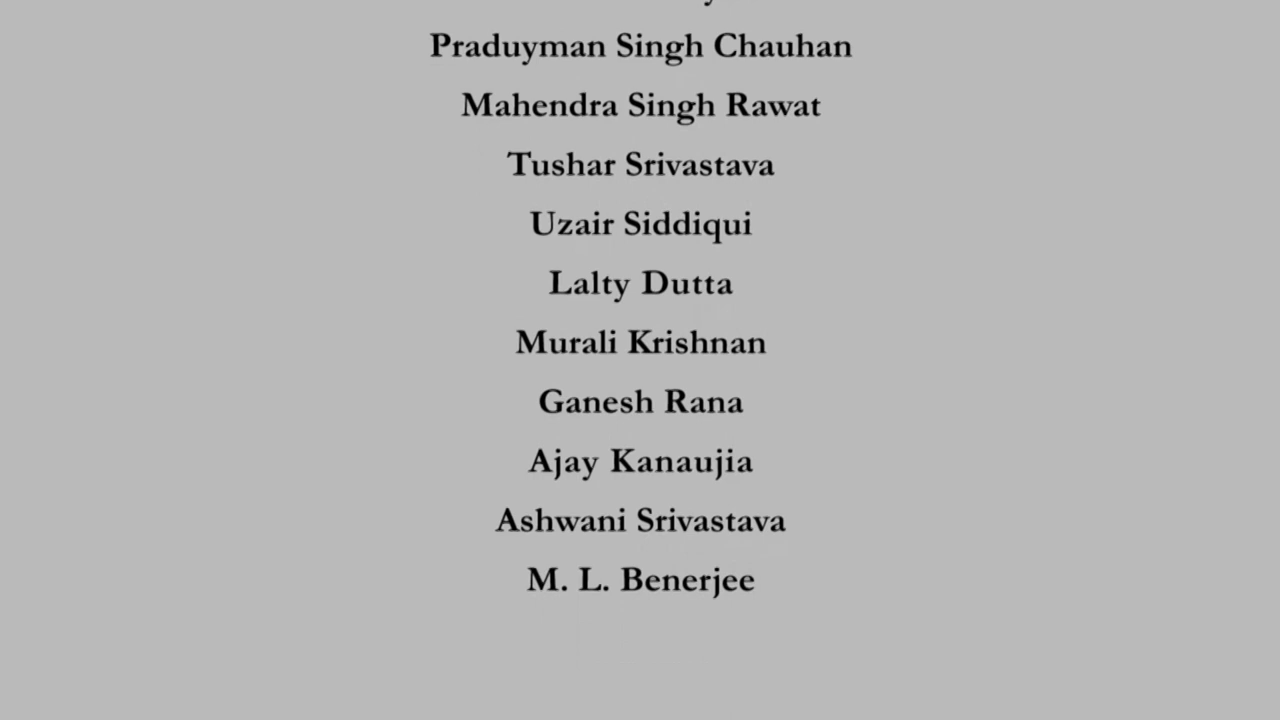 Praduyman Singh Chauhan
Mahendra Singh Rawat
Tushar Srivastava
Uzair Siddiqui
Lalty Dutta
Murali Krishnan
Ganesh Rana
Ajay Kanaujia
Ashwani Srivastava
M. L. Benerjee